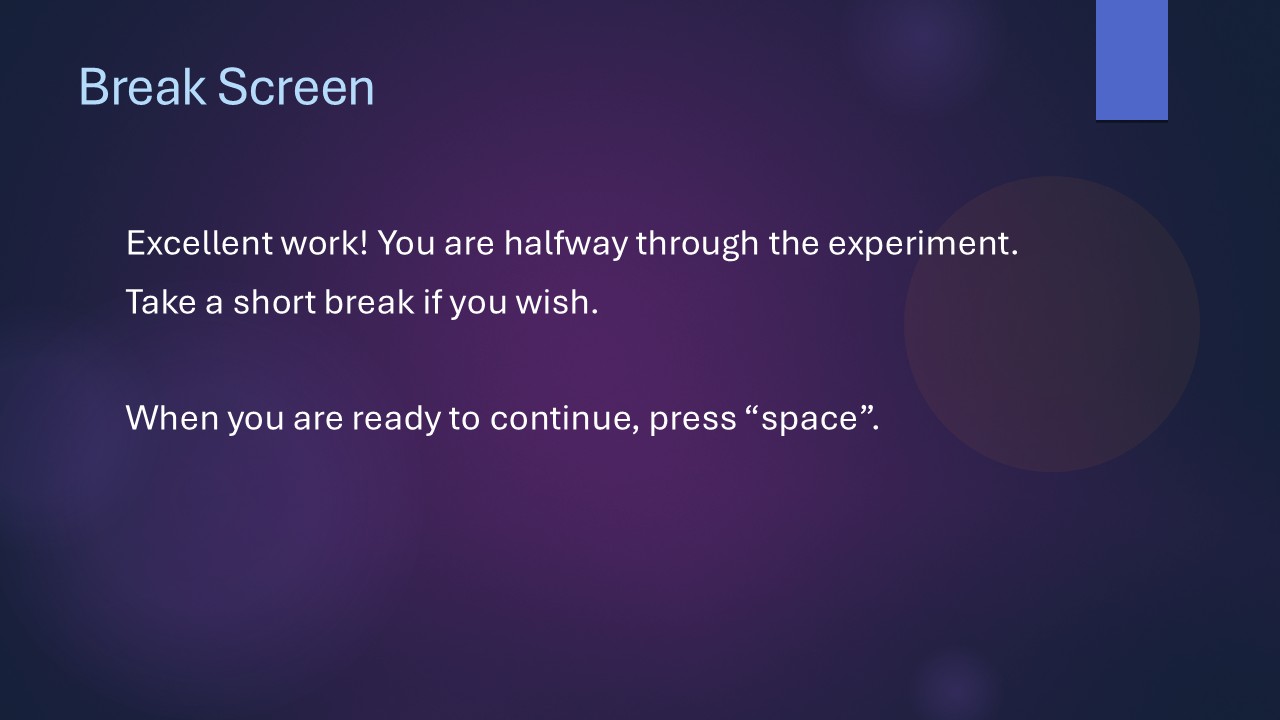 Break Screen
Excellent work! You are halfway through the experiment.
Take a short break if you wish.
When you are ready to continue, press “space”.